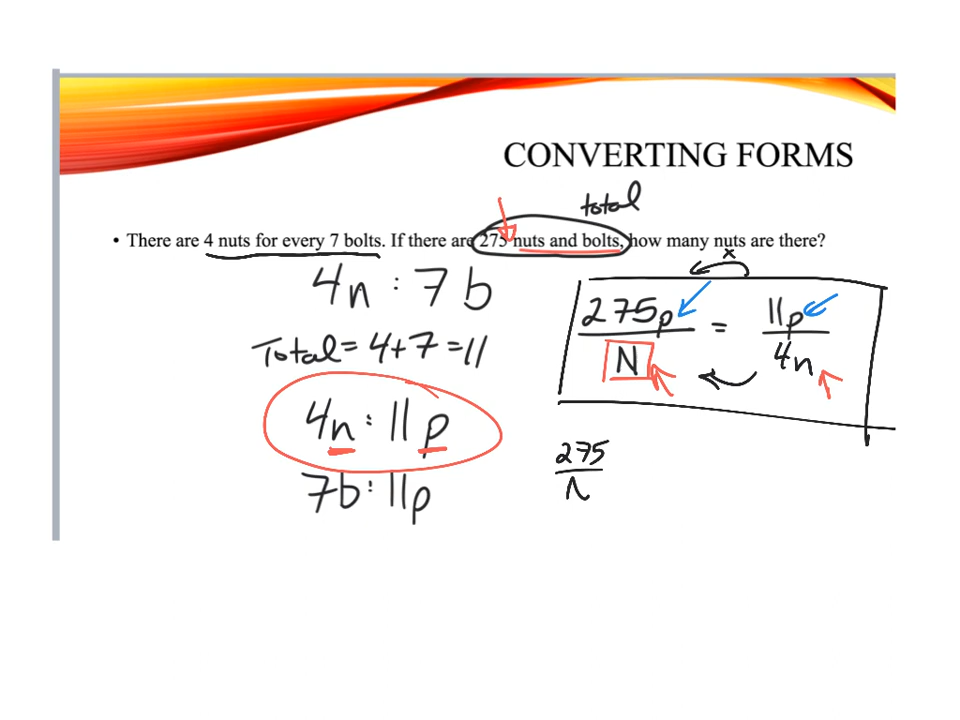 CONVERTING FORMS
total
• There are 4 nuts for every 7 bolts. If there are 275 nuts and bolts, how many nuts are there?
4n : 7b
x
275p / N = 11p / 4n
Total = 4+7 = 11
4n : 11p
7b : 11p
275 / N